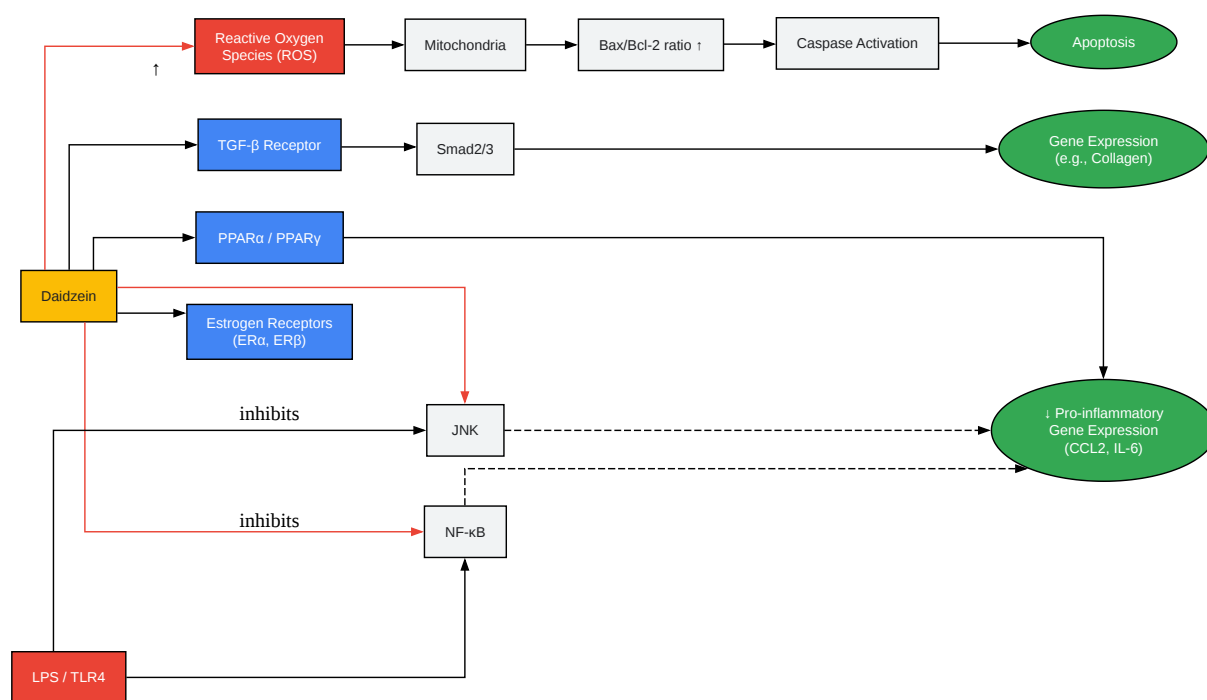 Reactive Oxygen
Species (ROS)
↑
Mitochondria
Bax/Bcl-2 ratio ↑
Caspase Activation
Apoptosis
TGF-β Receptor
Smad2/3
Gene Expression
(e.g., Collagen)
PPARα / PPARγ
Daidzein
Estrogen Receptors
(ERα, ERβ)
inhibits
JNK
↓ Pro-inflammatory
Gene Expression
(CCL2, IL-6)
inhibits
NF-κB
LPS / TLR4